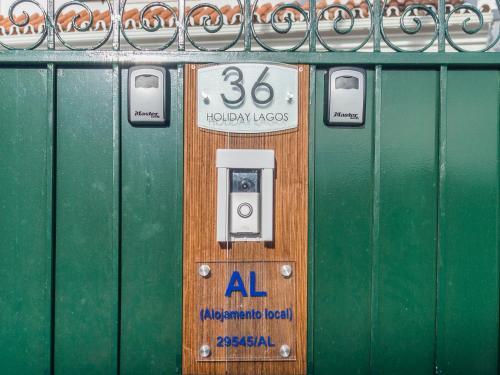 36
HOLIDAY LAGOS
Master
Master
AL
(Alojamento local)
29545/AL